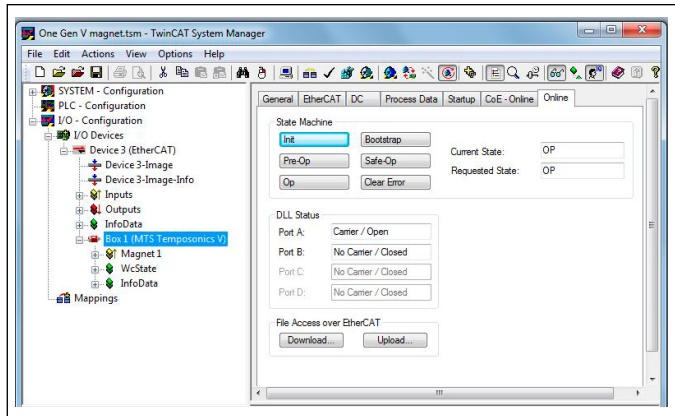 One Gen V magnet.tsm - TwinCAT System Manager
File Edit Actions View Options Help
SYSTEM - Configuration
PLC - Configuration
I/O - Configuration
I/O Devices
Device 3 (EtherCAT)
Device 3-Image
Device 3-Image-Info
Inputs
Outputs
InfoData
Box 1 (MTS Temposonics V)
Magnet 1
WcState
InfoData
Mappings
General EtherCAT DC Process Data Startup CoE - Online Online
State Machine
Init Bootstrap
Pre-Op Safe-Op
Op Clear Error
Current State: OP
Requested State: OP
DLL Status
Port A: Carrier / Open
Port B: No Carrier / Closed
Port C: No Carrier / Closed
Port D: No Carrier / Closed
File Access over EtherCAT
Download... Upload...